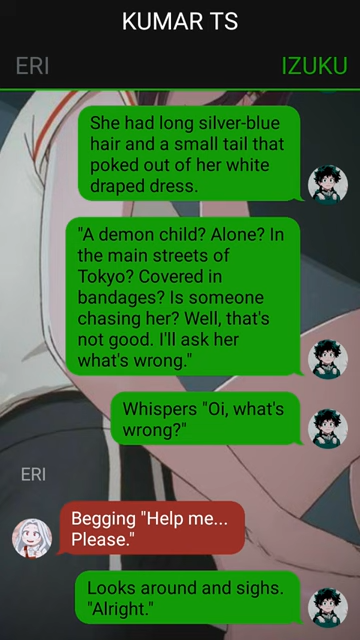 KUMAR TS
ERI
IZUKU
She had long silver-blue
hair and a small tail that
poked out of her white
draped dress.
"A demon child? Alone? In
the main streets of
Tokyo? Covered in
bandages? Is someone
chasing her? Well, that's
not good. I'll ask her
what's wrong."
Whispers "Oi, what's
wrong?"
ERI
Begging "Help me...
Please."
Looks around and sighs.
"Alright."